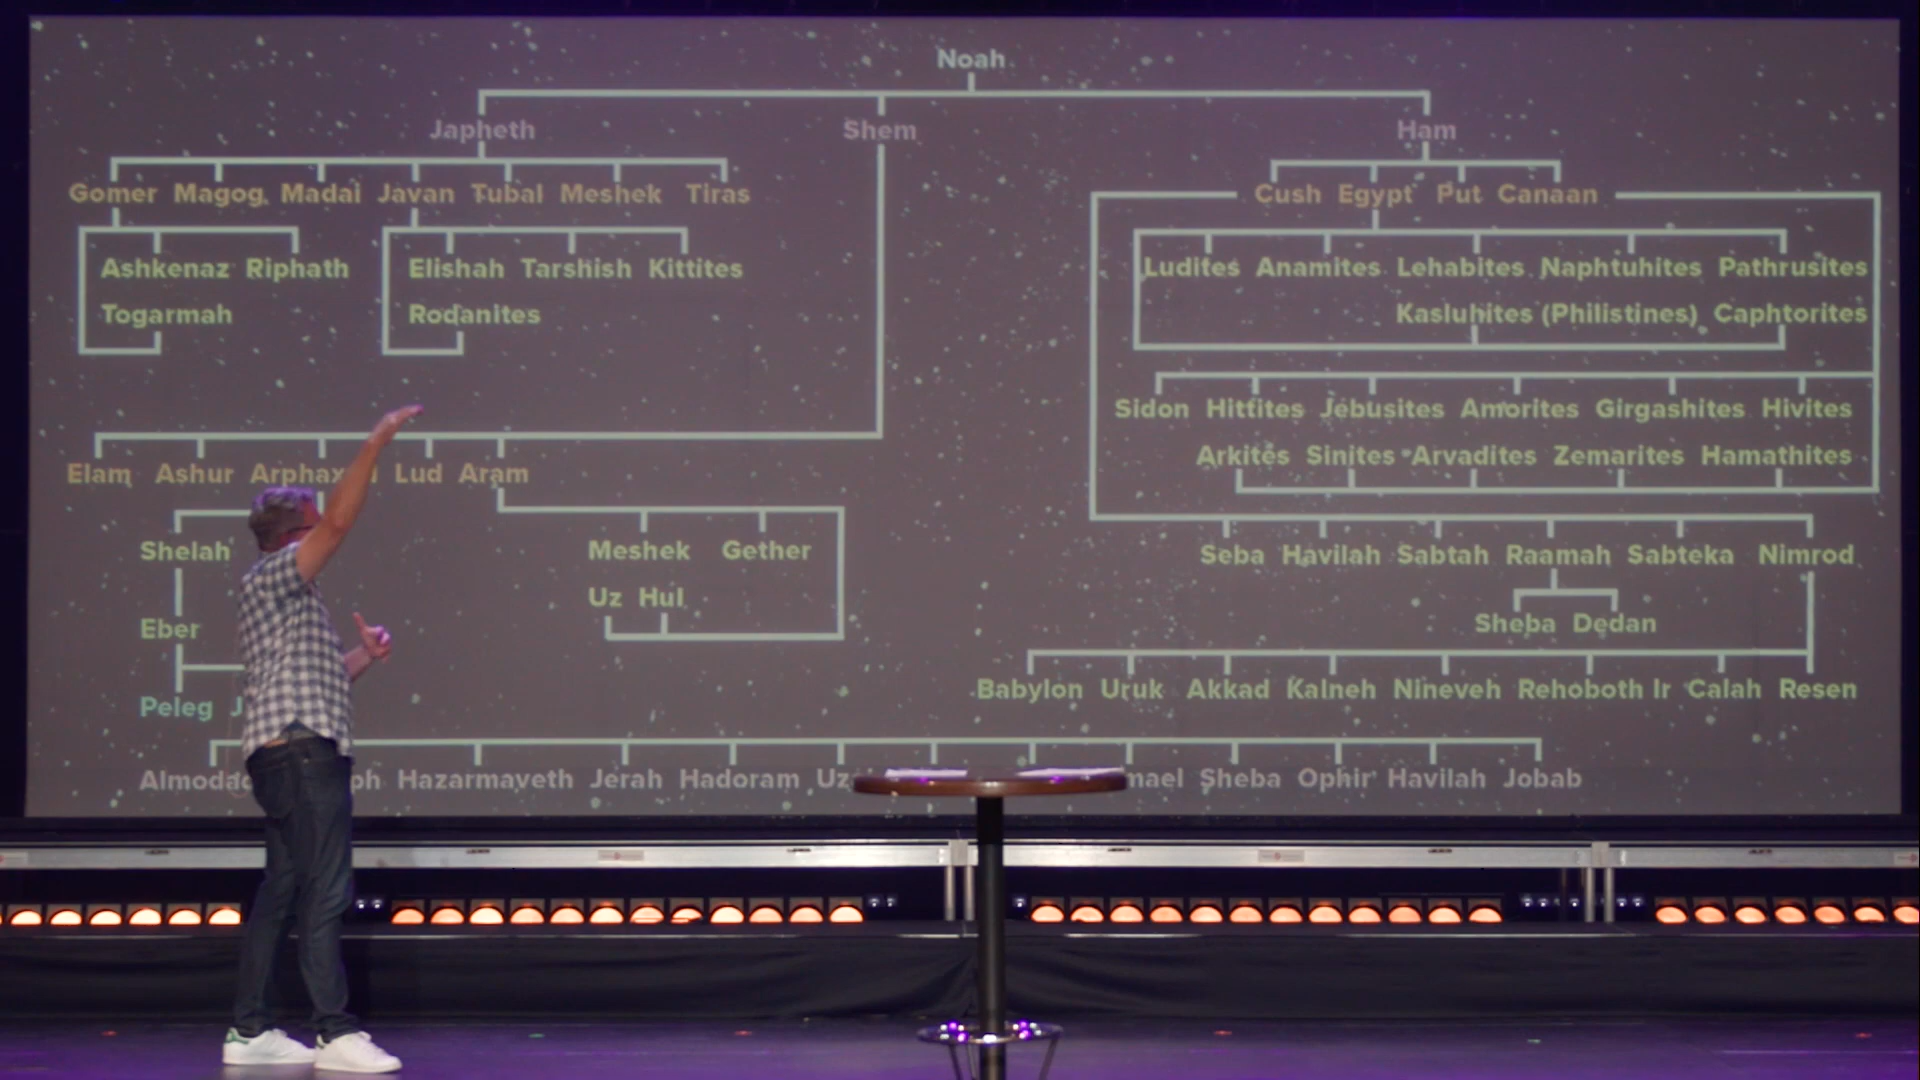 Noah
Japheth Shem Ham
Gomer Magog Madai Javan Tubal Meshek Tiras
Cush Egypt Put Canaan
Ashkenaz Riphath
Togarmah
Elishah Tarshish Kittites
Rodanites
Ludites Anamites Lehabites Naphtuhites Pathrusites
Kasluhites (Philistines) Caphtorites
Sidon Hittites Jebusites Amorites Girgashites Hivites
Arkites Sinites Arvadites Zemarites Hamathites
Elam Ashur Lud Aram
Shelah
Meshek Gether
Uz Hul
Eber
Peleg
Seba Havilah Sabtah Raamah Sabteka Nimrod
Sheba Dedan
Babylon Uruk Akkad Kalneh Nineveh Rehoboth Ir Calah Resen
Hazarmaveth Jerah Hadoram Sheba Ophir Havilah Jobab